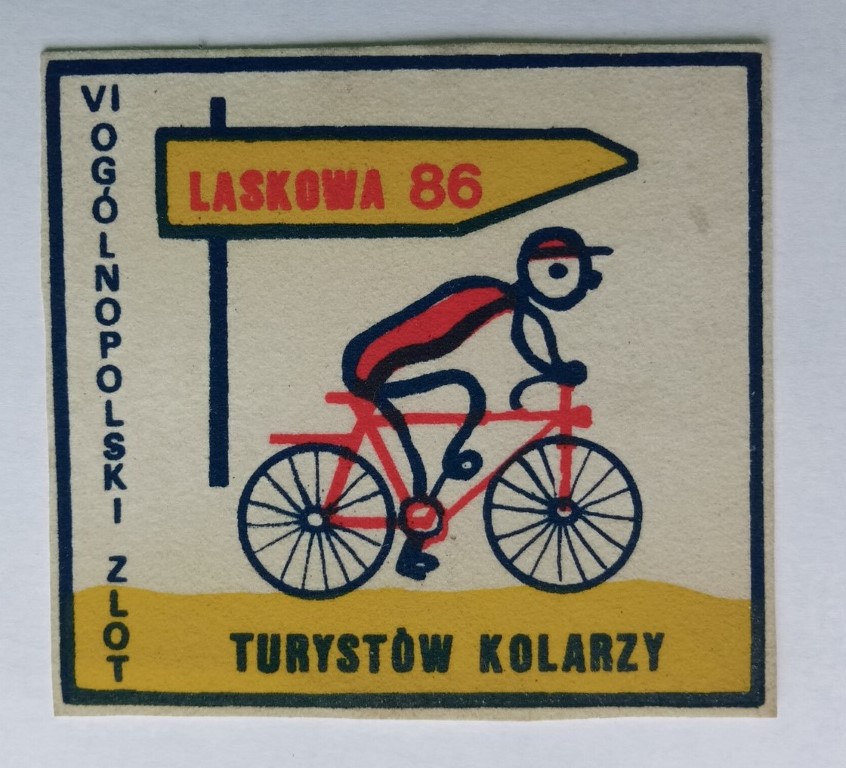 VI OGÓLNOPOLSKI ZLOT
LASKOWA 86
TURYSTÓW KOLARZY